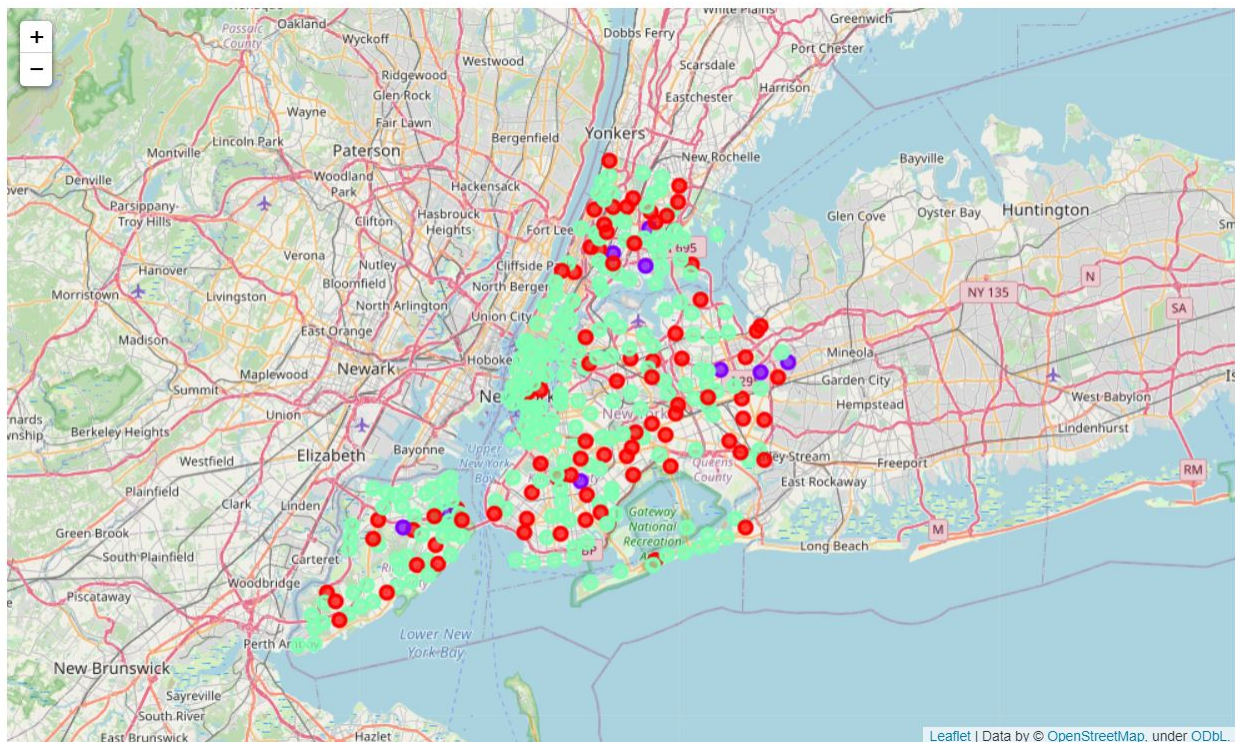 +
−
Oakland
Passaic
County
Wyckoff
Ridgewood
Glen Rock
Fair Lawn
Westwood
Dobbs Ferry
White Plains
Greenwich
Port Chester
Scarsdale
Harrison
Eastchester
Yonkers
Wayne
Bergenfield
Lincoln Park
Montville
Paterson
New Rochelle
Bayville
Denville
Woodland
Park
Hackensack
Parsippany-
Troy Hills
Clifton
Hasbrouck
Heights
Fort Lee
Glen Cove
Oyster Bay
Huntington
Verona
Nutley
Hanover
Bloomfield
Cliffside
North Arlington
Union City
Morristown
Livingston
East Orange
Madison
Hoboke
Maplewood
Newark
Summit
Union
695
N
NY 135
SA
Mineola
Garden City
Hempstead
West Babylon
Lindenhurst
Berkeley Heights
Ne
New York
Elizabeth
Bayonne
Upper
New York
Bay
Queens
County
Freeport
East Rockaway
RM
Westfield
Plainfield
Clark
Linden
Green Brook
South Plainfield
Carteret
Gateway
National
Recreation
BP
M
Long Beach
Piscataway
Woodbridge
Perth
Lower New
York Bay
New Brunswick
Sayreville
South River
East Brunswick
Hazlet
Leaflet | Data by © OpenStreetMap, under ODbL.